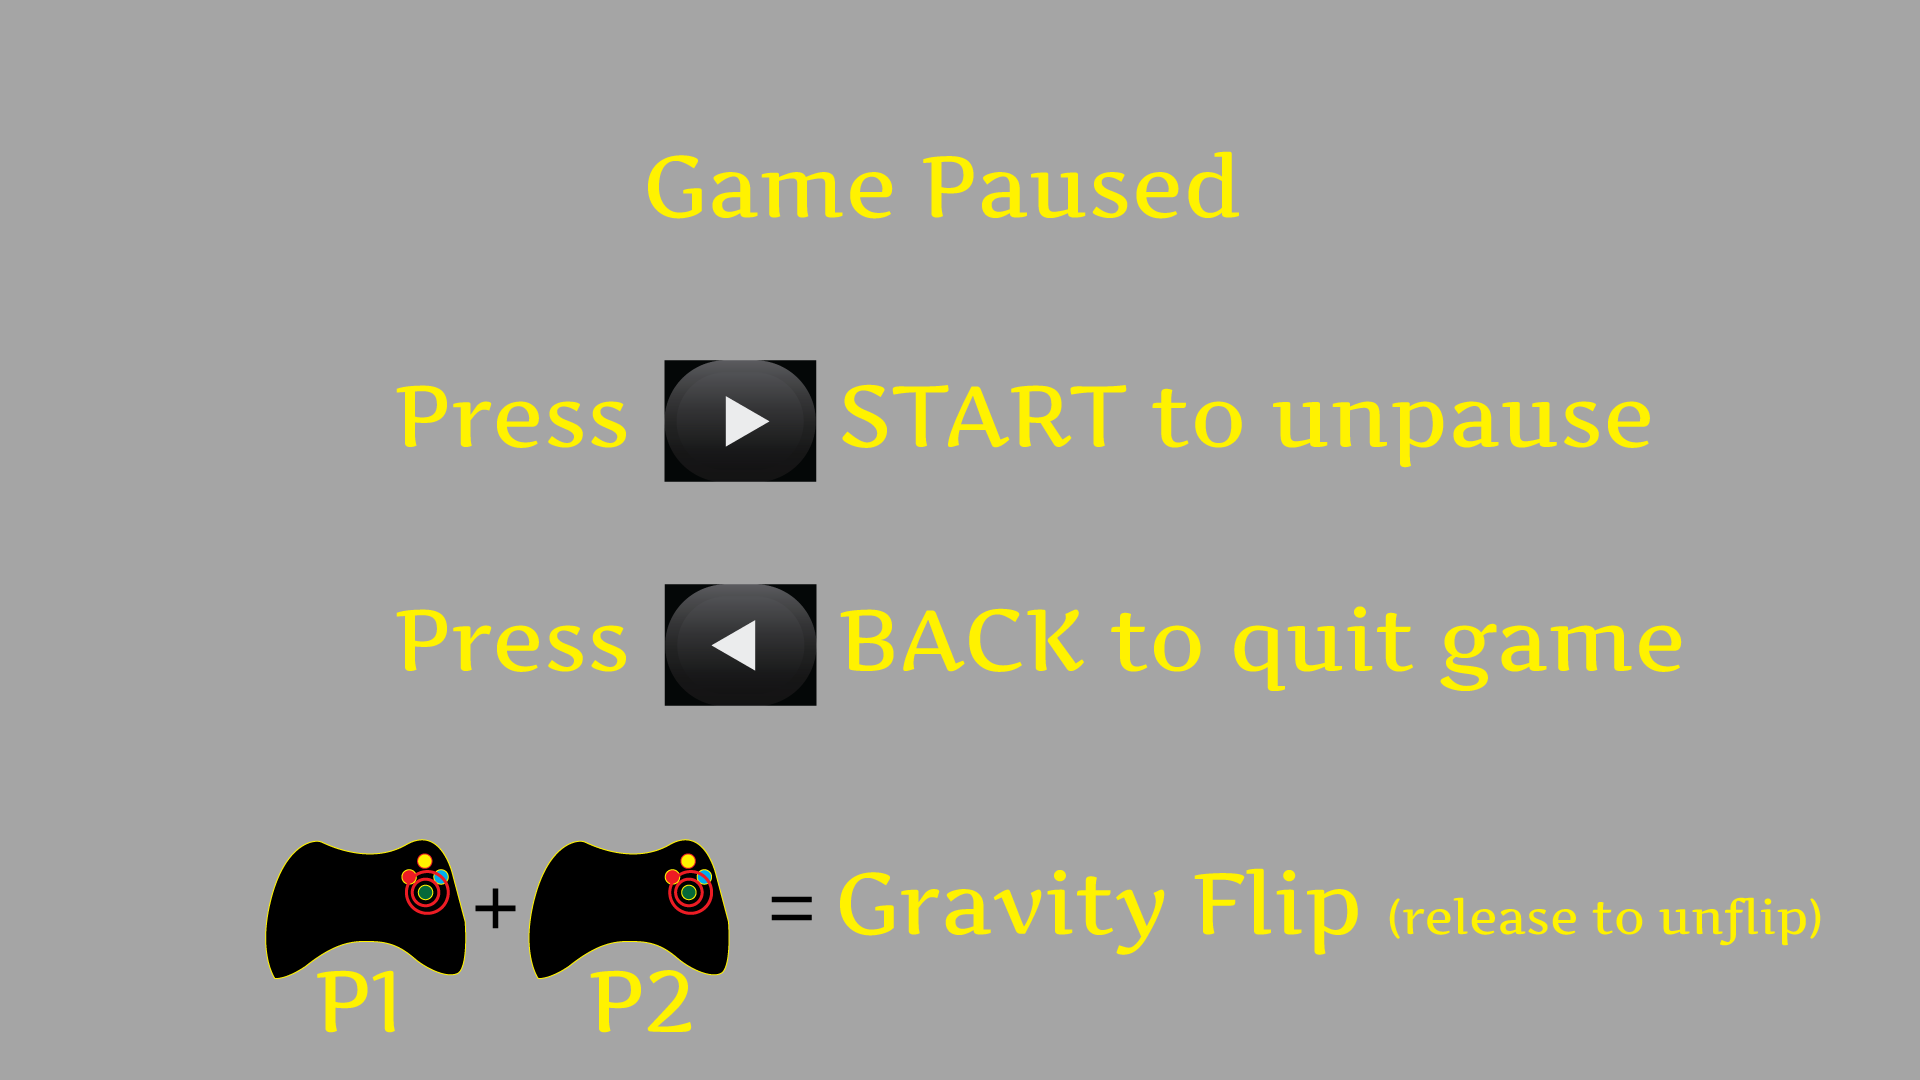 Game Paused
Press START to unpause
Press BACK to quit game
+ = Gravity Flip (release to unflip)
P1 P2